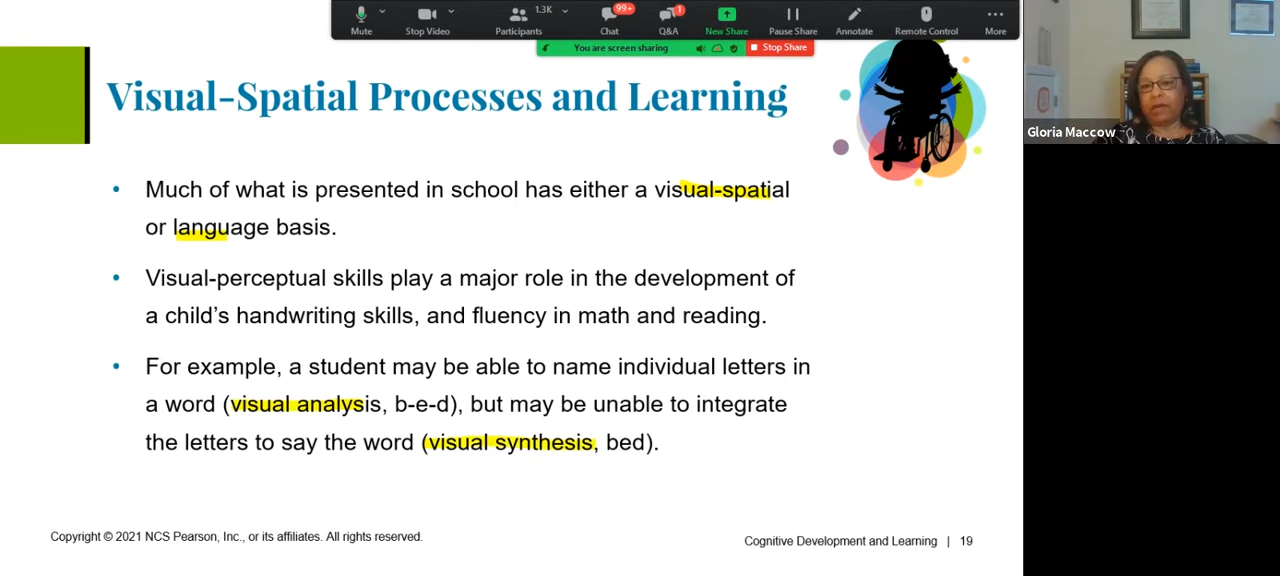 1.3K
99+
1
Mute
Stop Video
Participants
Chat
Q&A
New Share
Pause Share
Annotate
Remote Control
More
You are screen sharing
Stop Share
Visual-Spatial Processes and Learning
Gloria Maccow
• Much of what is presented in school has either a visual-spatial
or language basis.
• Visual-perceptual skills play a major role in the development of
a child’s handwriting skills, and fluency in math and reading.
• For example, a student may be able to name individual letters in
a word (visual analysis, b-e-d), but may be unable to integrate
the letters to say the word (visual synthesis, bed).
Copyright © 2021 NCS Pearson, Inc., or its affiliates. All rights reserved.
Cognitive Development and Learning | 19